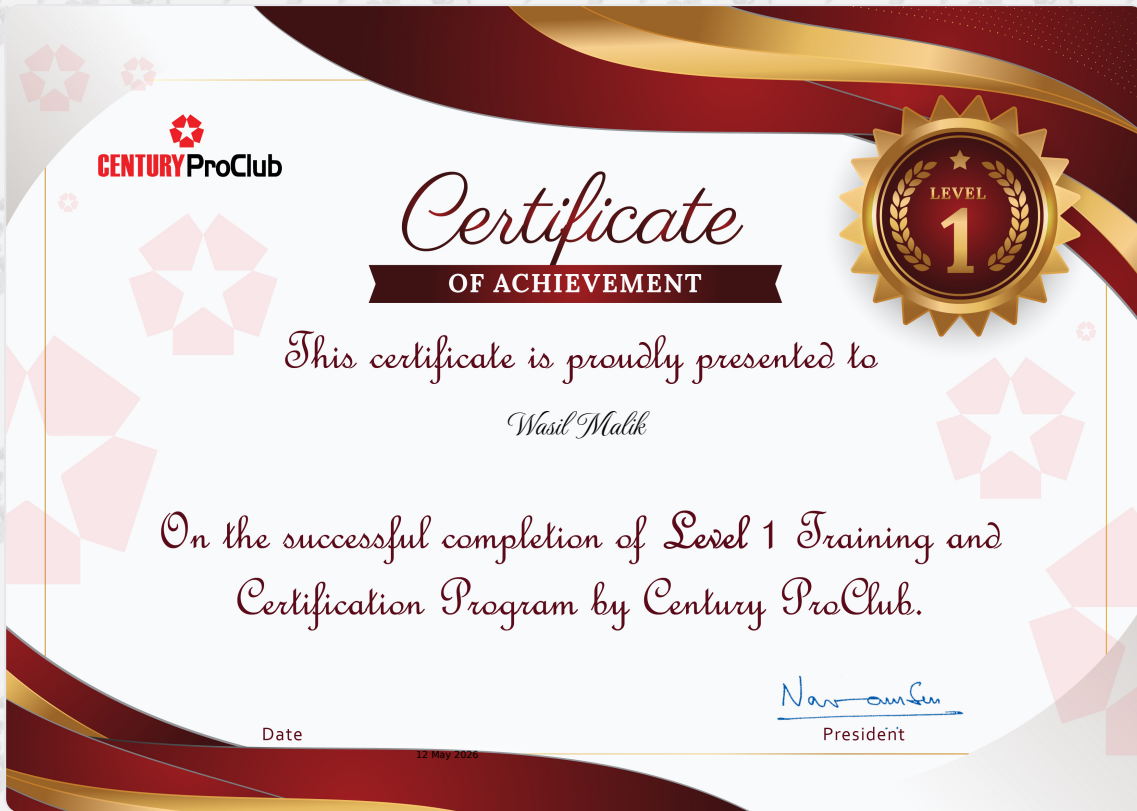 CENTURY ProClub
LEVEL
1
Certificate
OF ACHIEVEMENT
This certificate is proudly presented to
Wasil Malik
On the successful completion of Level 1 Training and
Certification Program by Century ProClub.
Date
President
12 May 2026